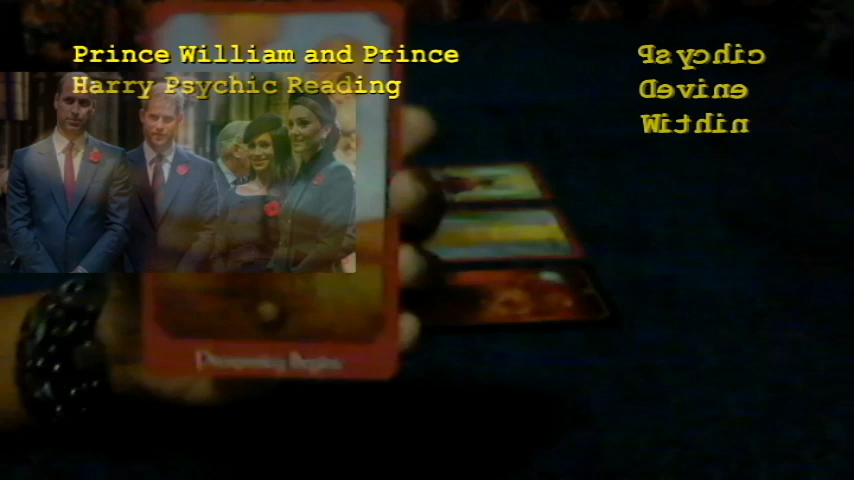 Prince William and Prince
Harry Psychic Reading
Psychic
Devine
Within